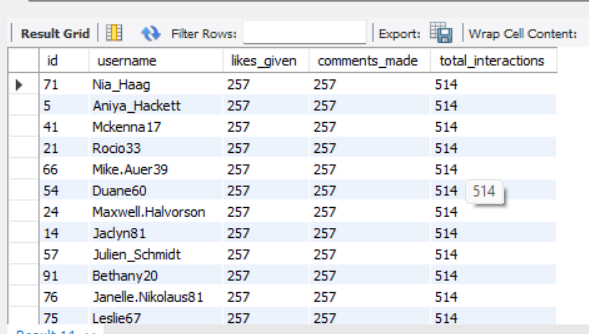 Result Grid Filter Rows: Export: Wrap Cell Content:
id username likes_given comments_made total_interactions
71 Nia_Haag 257 257 514
5 Aniya_Hackett 257 257 514
41 Mckenna17 257 257 514
21 Rocio33 257 257 514
66 Mike.Auer39 257 257 514
54 Duane60 257 257 514 514
24 Maxwell.Halvorson 257 257 514
14 Jaclyn81 257 257 514
57 Julien_Schmidt 257 257 514
91 Bethany20 257 257 514
76 Janelle.Nikolaus81 257 257 514
75 Leslie67 257 257 514